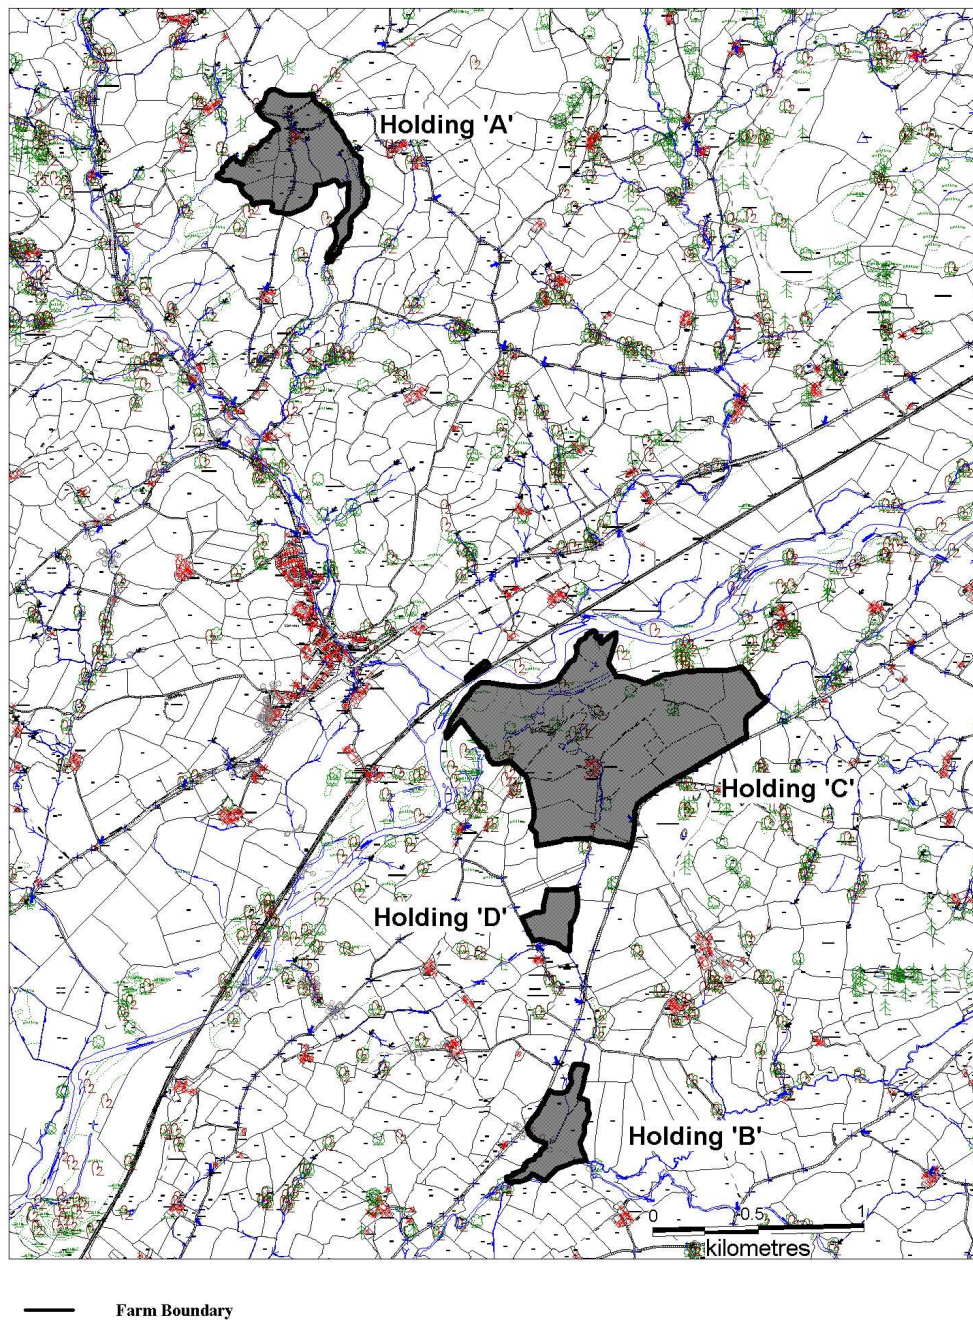 Holding 'A'
Holding 'C'
Holding 'D'
Holding 'B'
0 0.5 1
kilometres
Farm Boundary